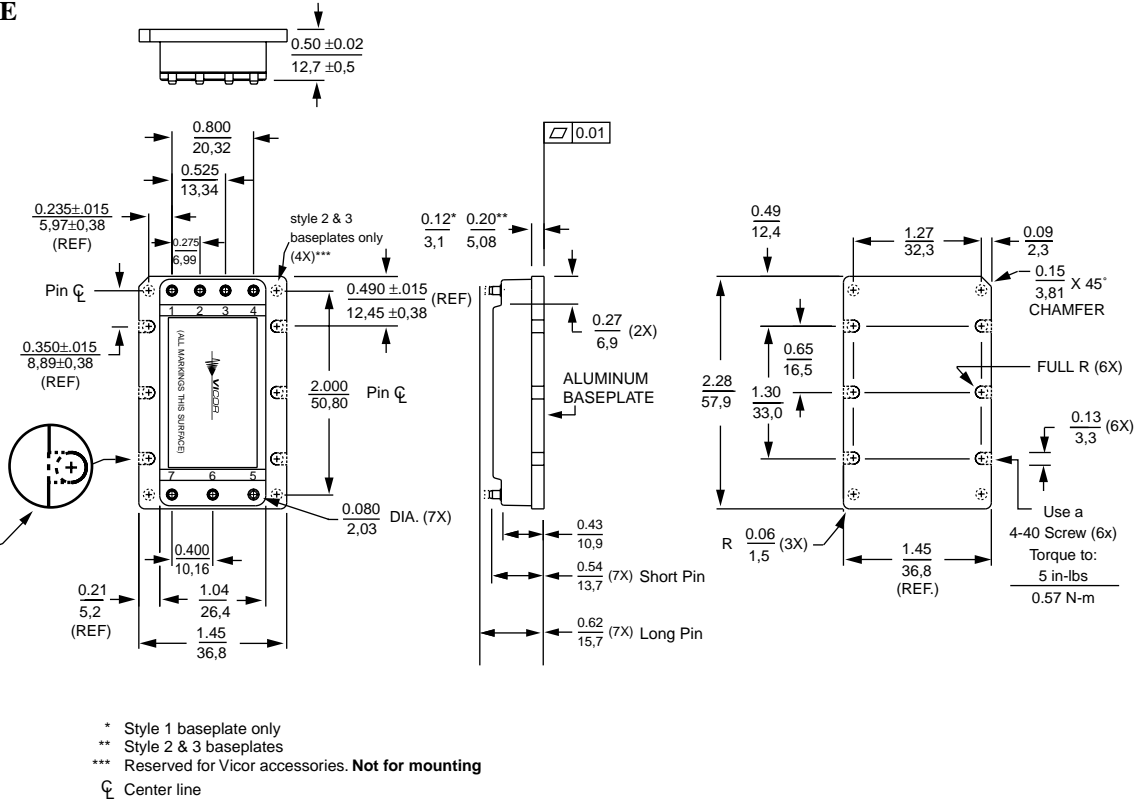 E
0.50 ±0.02
12,7 ±0,5
0.800
20,32
0.525
13,34
0.235±.015
5,97±0,38
(REF)
0.275
6,99
style 2 & 3
baseplates only
(4X)***
Pin ℄
1 2 3 4
0.490 ±.015 (REF)
12,45 ±0,38
0.350±.015
8,89±0,38
(REF)
(ALL MARKINGS THIS SURFACE)
VICOR
2.000
50,80
Pin ℄
7 6 5
0.080
2,03
DIA. (7X)
0.400
10,16
0.21
5,2
(REF)
1.04
26,4
1.45
36,8
0.01
0.12*
3,1
0.20**
5,08
0.27
6,9
(2X)
ALUMINUM
BASEPLATE
0.43
10,9
0.54
13,7
(7X) Short Pin
0.62
15,7
(7X) Long Pin
0.49
12,4
1.27
32,3
0.09
2,3
0.15
3,81
X 45°
CHAMFER
2.28
57,9
1.30
33,0
0.65
16,5
FULL R (6X)
0.13
3,3
(6X)
Use a
4-40 Screw (6x)
Torque to:
5 in-lbs
0.57 N-m
R 0.06
1,5
(3X)
1.45
36,8
(REF.)
* Style 1 baseplate only
** Style 2 & 3 baseplates
*** Reserved for Vicor accessories. Not for mounting
℄ Center line